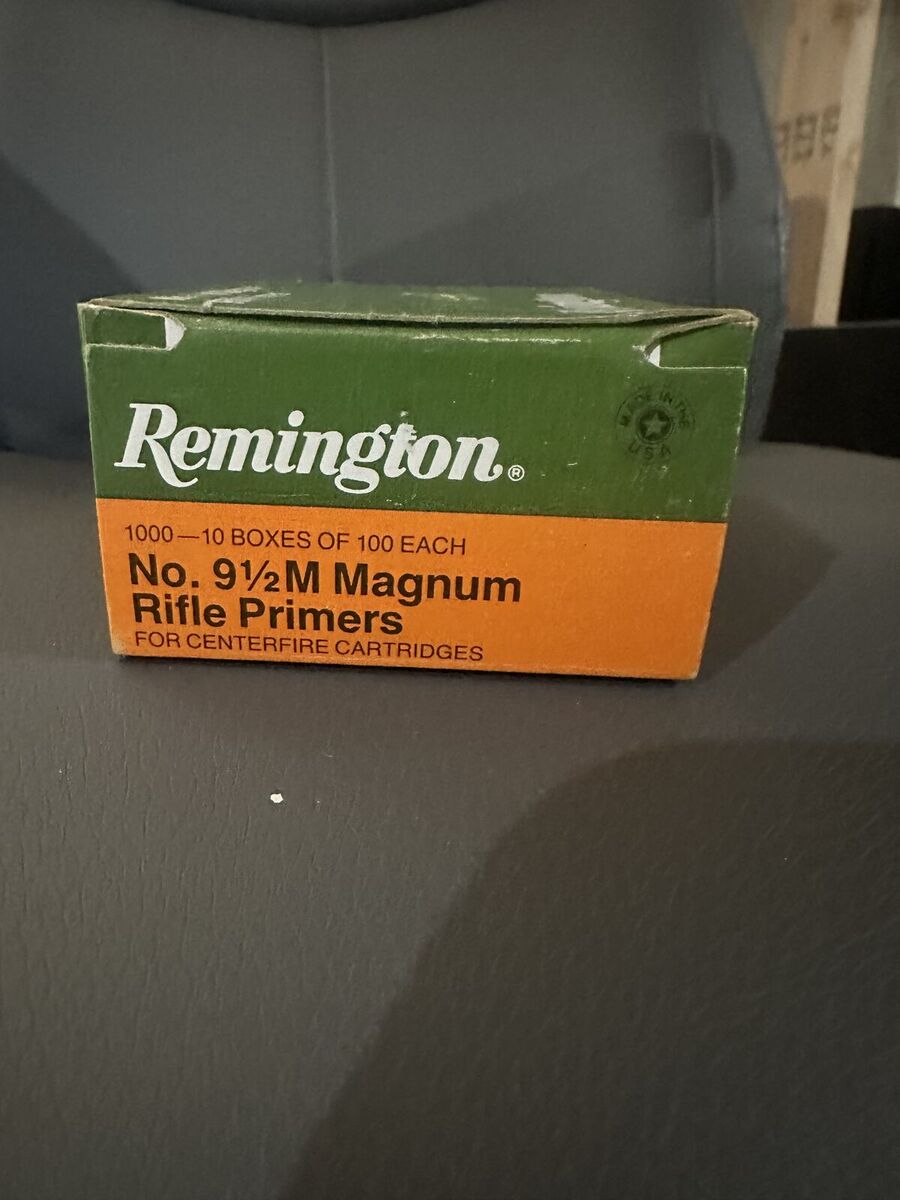 Remington®
MADE IN THE
U.S.A.
1000—10 BOXES OF 100 EACH
No. 9½M Magnum
Rifle Primers
FOR CENTERFIRE CARTRIDGES